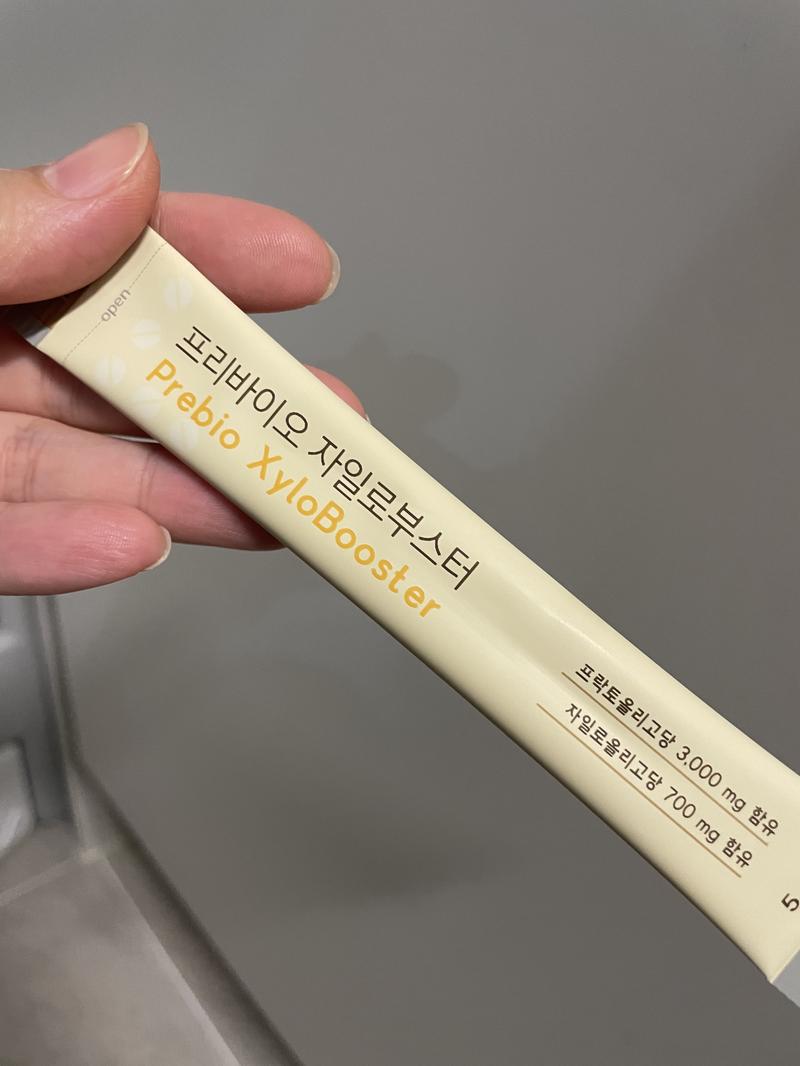 open
프리바이오 자일로부스터
Prebio XyloBooster
프락토올리고당 3,000 mg 함유
자일로올리고당 700 mg 함유
5